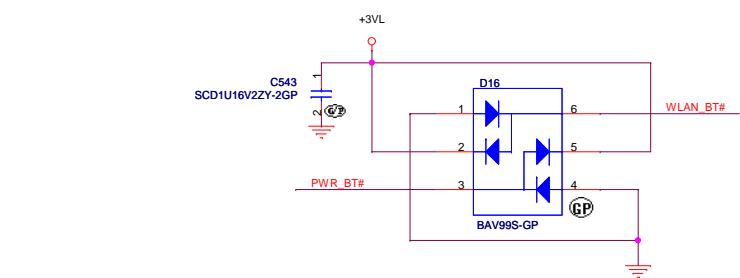 +3VL
C543
SCD1U16V2ZY-2GP
1
2
GP
D16
1
6
WLAN_BT#
2
5
PWR_BT#
3
4
GP
BAV99S-GP